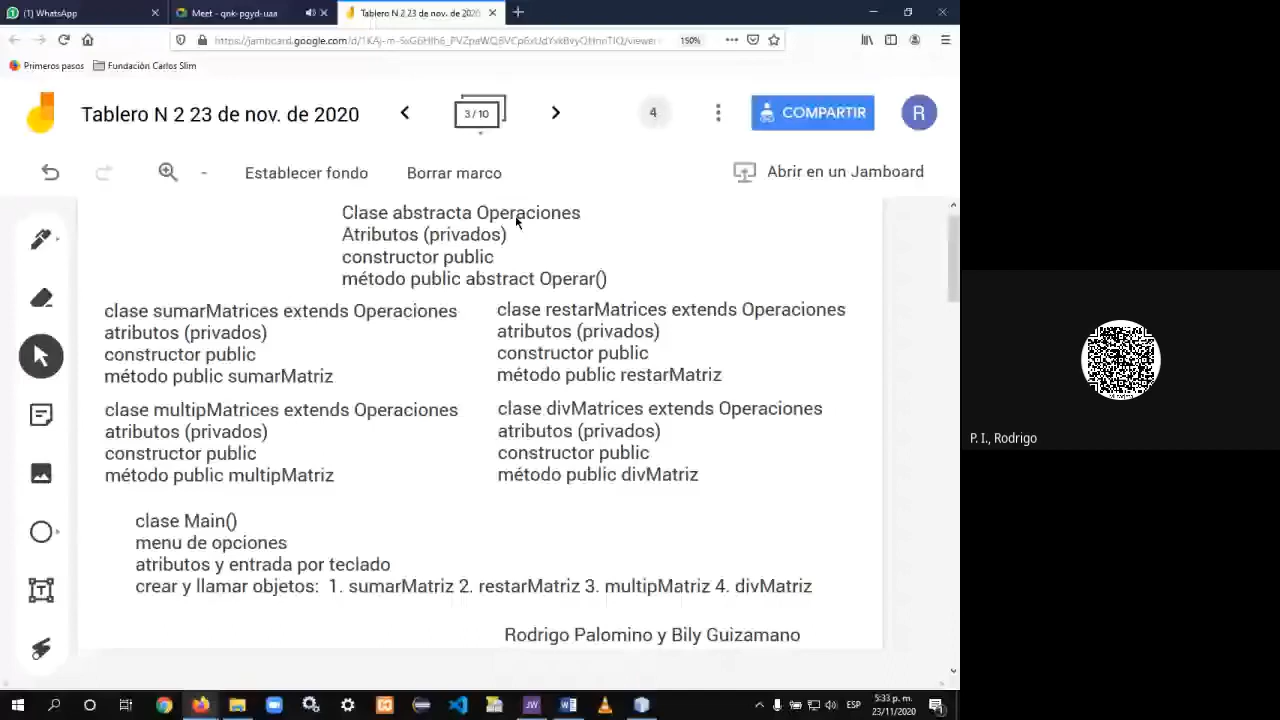 (1) WhatsApp
Meet - qnk-pgyd-uaa
Tablero N 2 23 de nov. de 202
150%
Primeros pasos
Fundación Carlos Slim
Tablero N 2 23 de nov. de 2020
3 / 10
4
COMPARTIR
R
Establecer fondo
Borrar marco
Abrir en un Jamboard
Clase abstracta Operaciones
Atributos (privados)
constructor public
método public abstract Operar()
clase sumarMatrices extends Operaciones
atributos (privados)
constructor public
método public sumarMatriz
clase restarMatrices extends Operaciones
atributos (privados)
constructor public
método public restarMatriz
clase multipMatrices extends Operaciones
atributos (privados)
constructor public
método public multipMatriz
clase divMatrices extends Operaciones
atributos (privados)
constructor public
método public divMatriz
clase Main()
menu de opciones
atributos y entrada por teclado
crear y llamar objetos: 1. sumarMatriz 2. restarMatriz 3. multipMatriz 4. divMatriz
Rodrigo Palomino y Bily Guizamano
P. I., Rodrigo
JW
ESP
5:33 p. m.
23/11/2020